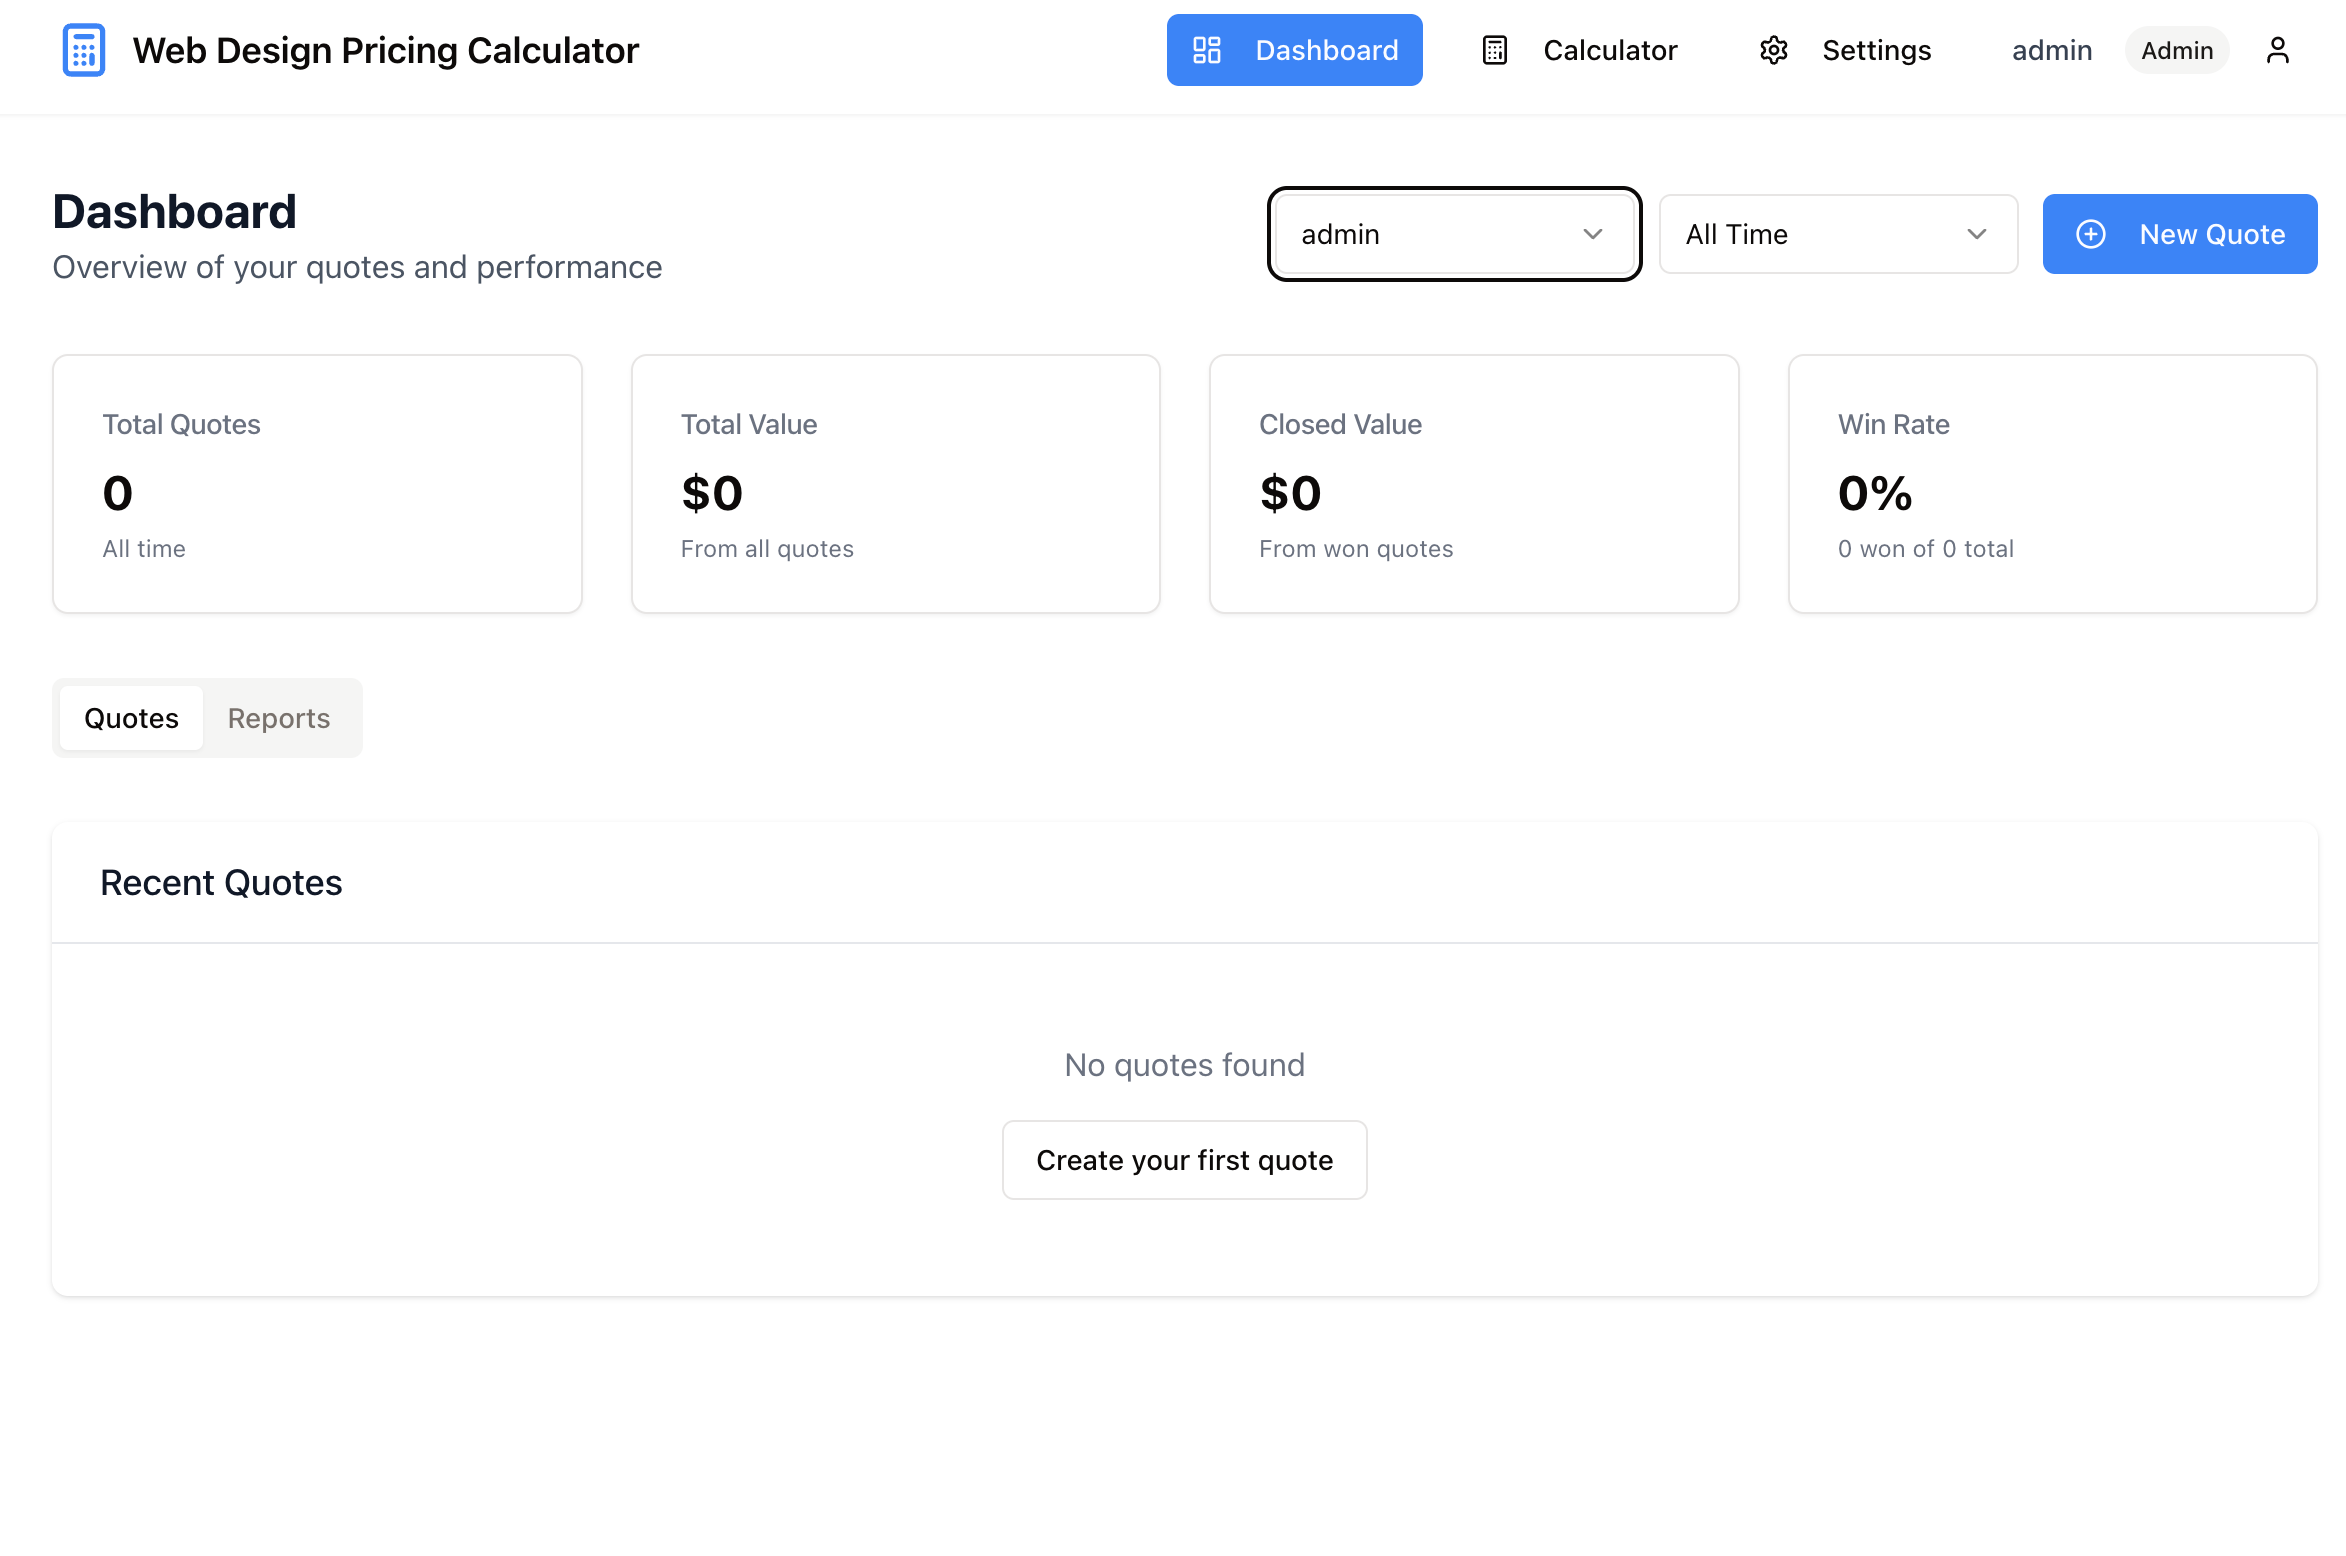 Web Design Pricing Calculator
Dashboard
Calculator
Settings
admin
Admin
Dashboard
Overview of your quotes and performance
admin
All Time
New Quote
Total Quotes
0
All time
Total Value
$0
From all quotes
Closed Value
$0
From won quotes
Win Rate
0%
0 won of 0 total
Quotes
Reports
Recent Quotes
No quotes found
Create your first quote